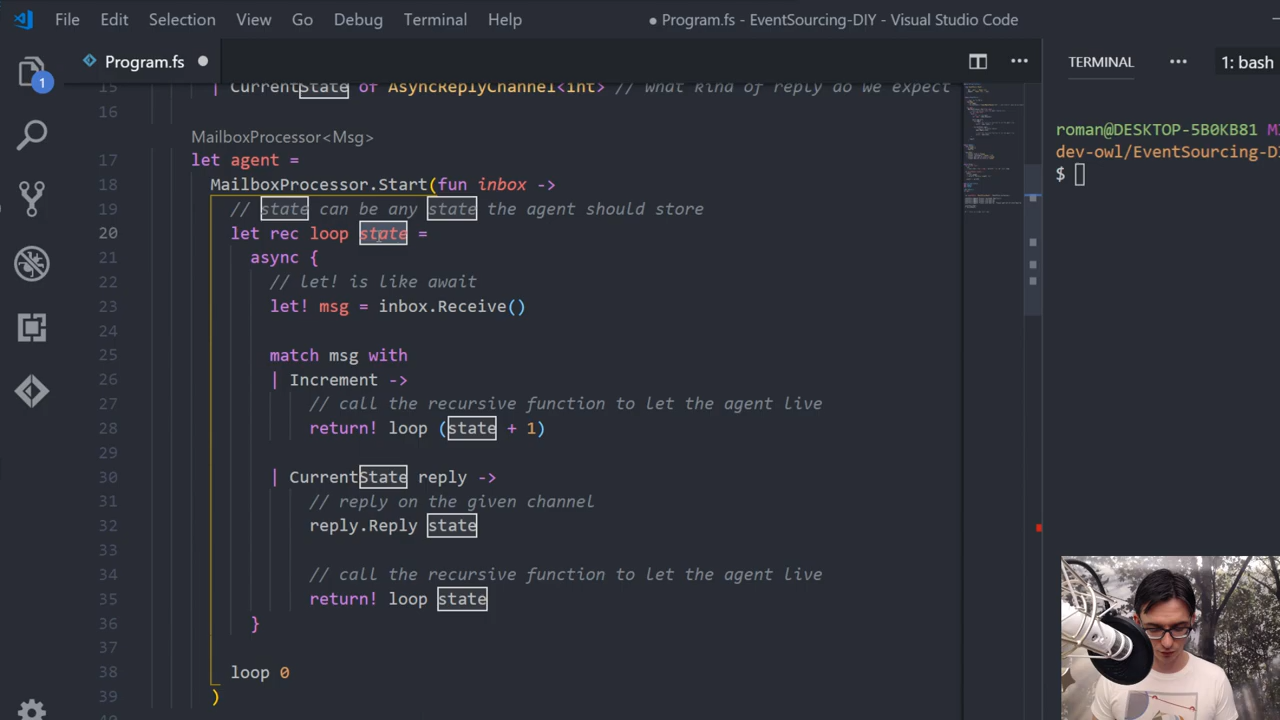 File Edit Selection View Go Debug Terminal Help ● Program.fs - EventSourcing-DIY - Visual Studio Code
Program.fs ●
TERMINAL ··· 1: bash
1
15 | CurrentState of AsyncReplyChannel<int> // what kind of reply do we expect
16
MailboxProcessor<Msg>
17 let agent =
18 MailboxProcessor.Start(fun inbox ->
19 // state can be any state the agent should store
20 let rec loop state =
21 async {
22 // let! is like await
23 let! msg = inbox.Receive()
24
25 match msg with
26 | Increment ->
27 // call the recursive function to let the agent live
28 return! loop (state + 1)
29
30 | CurrentState reply ->
31 // reply on the given channel
32 reply.Reply state
33
34 // call the recursive function to let the agent live
35 return! loop state
36 }
37
38 loop 0
39 )
roman@DESKTOP-5B0KB81 M
dev-owl/EventSourcing-D
$